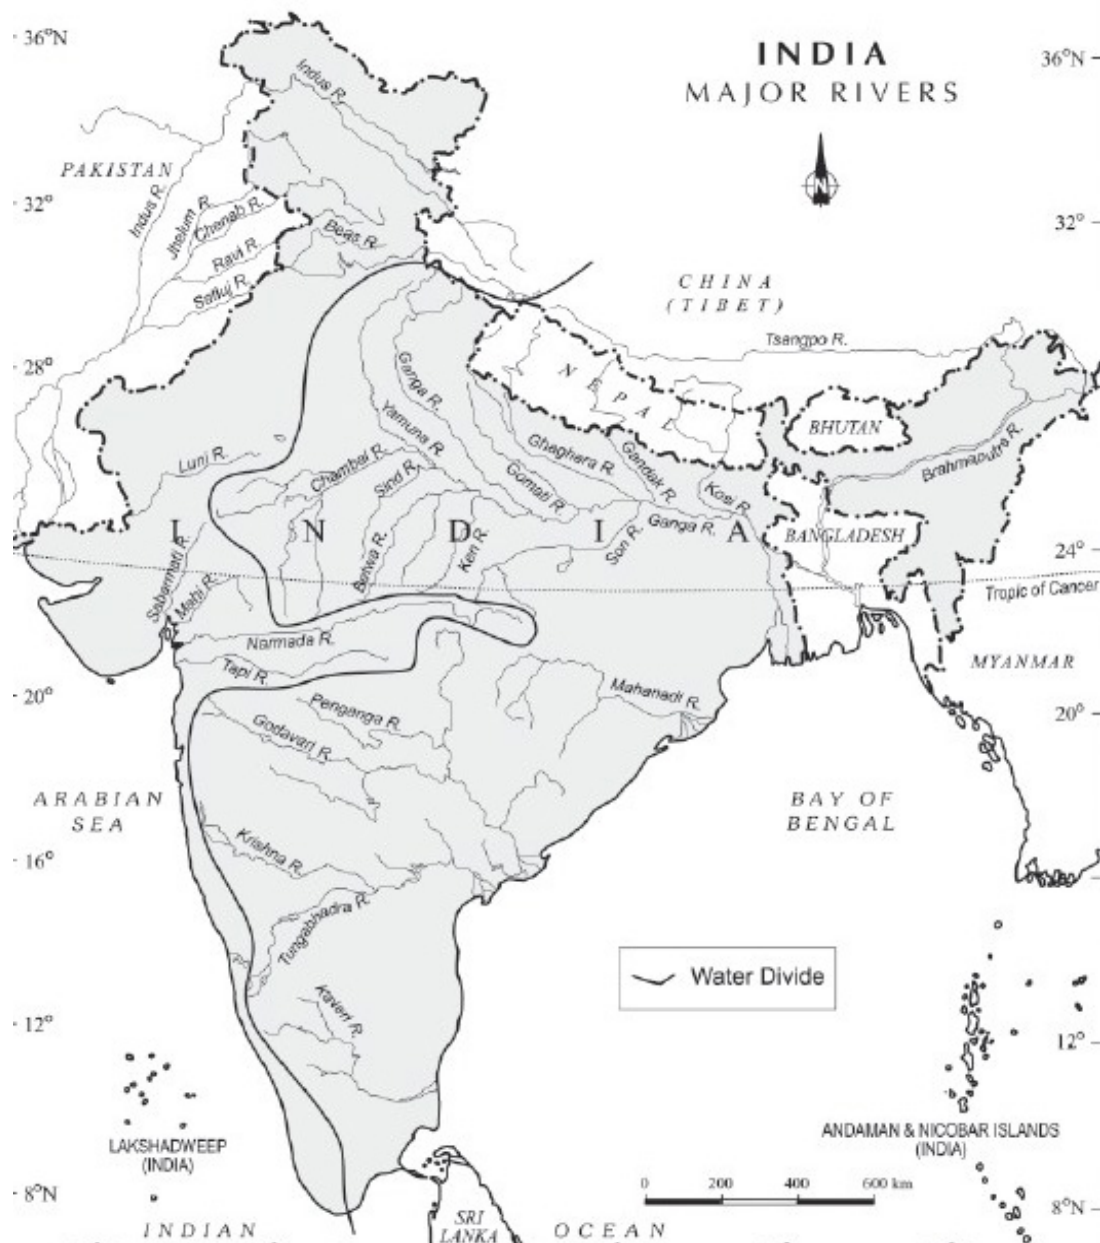 INDIA
MAJOR RIVERS
36°N
36°N
Indus R.
N
PAKISTAN
Indus R.
Jhelum R.
Chenab R.
32°
32°
Beas R.
Ravi R.
Satluj R.
CHINA
(TIBET)
Tsangpo R.
28°
28°
NEPAL
Ganga R.
Yamuna R.
BHUTAN
Ghaghera R.
Gandak R.
Brahmaputra R.
Luni R.
Chambal R.
Sind R.
Gomati R.
Kosi R.
I N D I A
Ganga R.
BANGLADESH
Betwa R.
Ken R.
Son R.
24°
Sabarmati R.
Mahi R.
Tropic of Cancer
Narmada R.
MYANMAR
Tapi R.
20°
20°
Mahanadi R.
Penganga R.
Godavari R.
ARABIAN
SEA
BAY OF
BENGAL
Krishna R.
16°
Tungabhadra R.
Water Divide
Kaveri R.
12°
12°
LAKSHADWEEP
(INDIA)
ANDAMAN & NICOBAR ISLANDS
(INDIA)
0 200 400 600 km
8°N
8°N
SRI
LANKA
INDIAN OCEAN